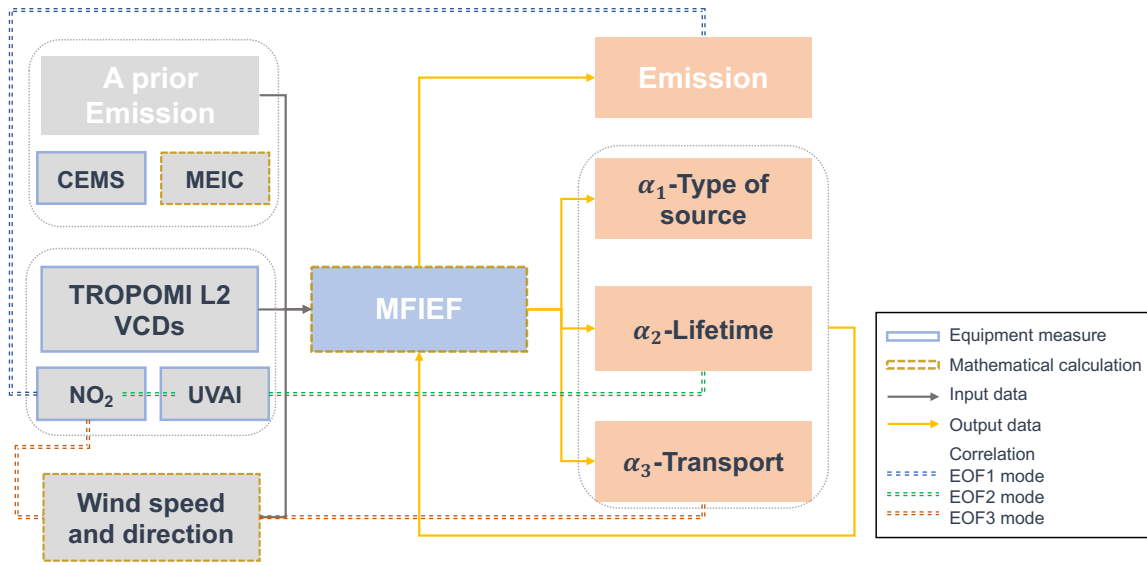 A prior
Emission
CEMS
MEIC
TROPOMI L2
VCDs
NO₂
UVAI
Wind speed
and direction
MFIEF
Emission
α₁-Type of
source
α₂-Lifetime
α₃-Transport
Equipment measure
Mathematical calculation
Input data
Output data
Correlation
EOF1 mode
EOF2 mode
EOF3 mode